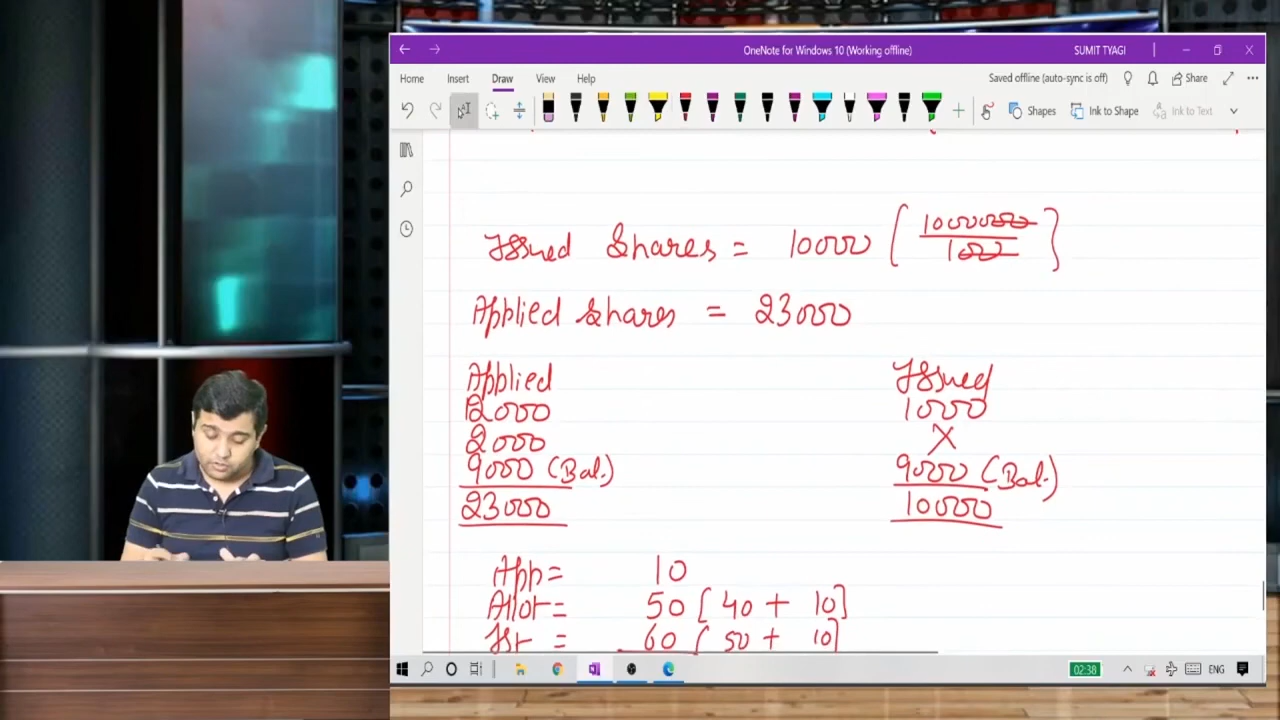 OneNote for Windows 10 (Working offline) SUMIT TYAGI
Home Insert Draw View Help Saved offline (auto-sync is off) Share
Shapes Ink to Shape Ink to Text
Issued Shares = 10000 [ 10000000 / 1000 ]
Applied Shares = 23000
Applied Issued
12000 1000
2000 X
9000 (Bal.) 9000 (Bal.)
23000 10000
App = 10
Allot = 50 [ 40 + 10 ]
Ist = 60 [ 50 + 10 ]
02:38 ENG